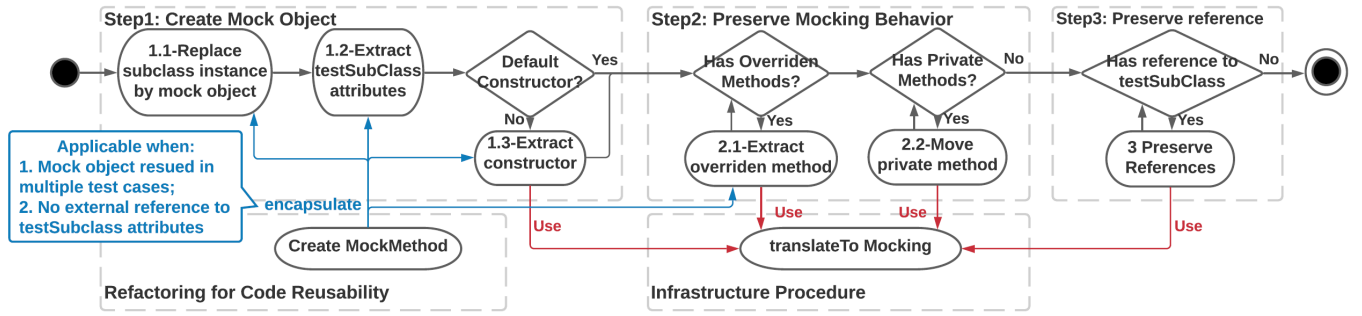 Step1: Create Mock Object
1.1-Replace
subclass instance
by mock object
1.2-Extract
testSubClass
attributes
Default
Constructor?
Yes
No
1.3-Extract
constructor
Step2: Preserve Mocking Behavior
Has Overriden
Methods?
Yes
2.1-Extract
overriden method
Has Private
Methods?
No
Yes
2.2-Move
private method
Step3: Preserve reference
Has reference to
testSubClass
No
Yes
3 Preserve
References
Applicable when:
1. Mock object resued in
multiple test cases;
2. No external reference to
testSubclass attributes
encapsulate
Create MockMethod
Refactoring for Code Reusability
Use
Use
Use
Use
translateTo Mocking
Infrastructure Procedure